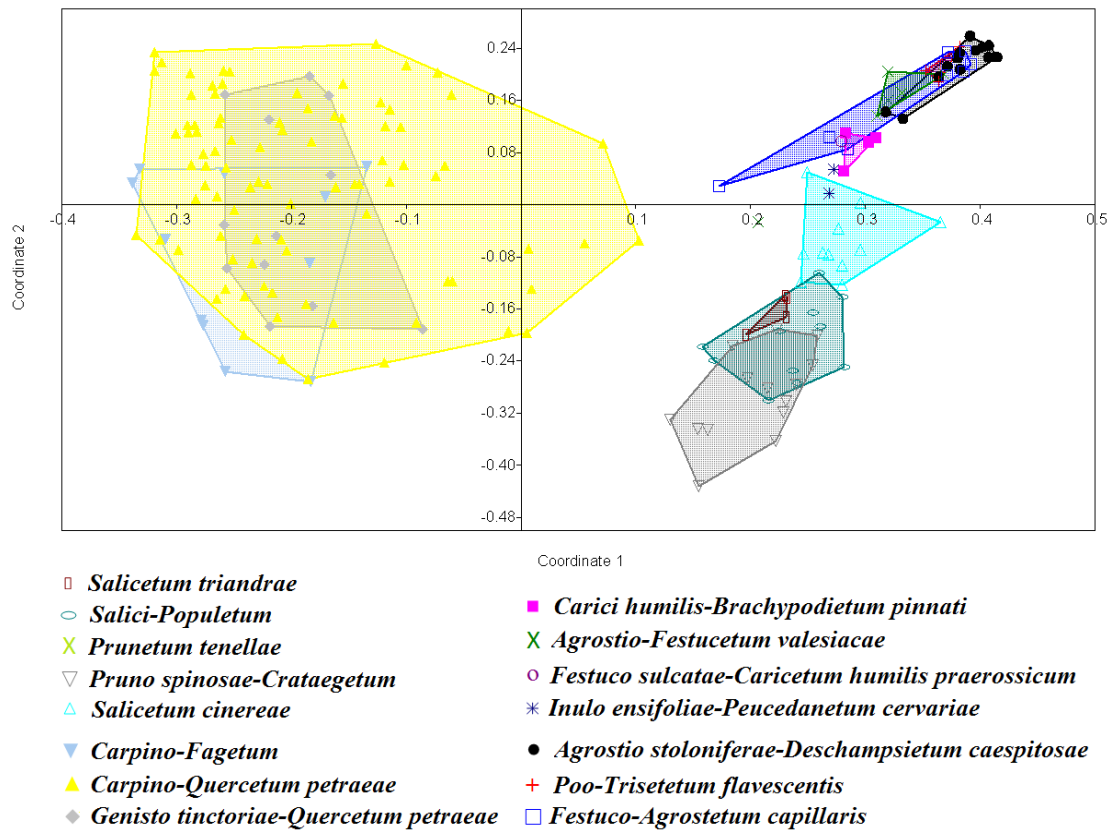 0.24
0.16
0.08
-0.4 -0.3 -0.2 -0.1 0.1 0.2 0.3 0.4 0.5
-0.08
-0.16
-0.24
-0.32
-0.40
-0.48
Coordinate 2
Coordinate 1
Salicetum triandrae
Salici-Populetum
Prunetum tenellae
Pruno spinosae-Crataegetum
Salicetum cinereae
Carpino-Fagetum
Carpino-Quercetum petraeae
Genisto tinctoriae-Quercetum petraeae
Carici humilis-Brachypodietum pinnati
Agrostio-Festucetum valesiacae
Festuco sulcatae-Caricetum humilis praerossicum
Inulo ensifoliae-Peucedanetum cervariae
Agrostio stoloniferae-Deschampsietum caespitosae
Poo-Trisetetum flavescentis
Festuco-Agrostetum capillaris